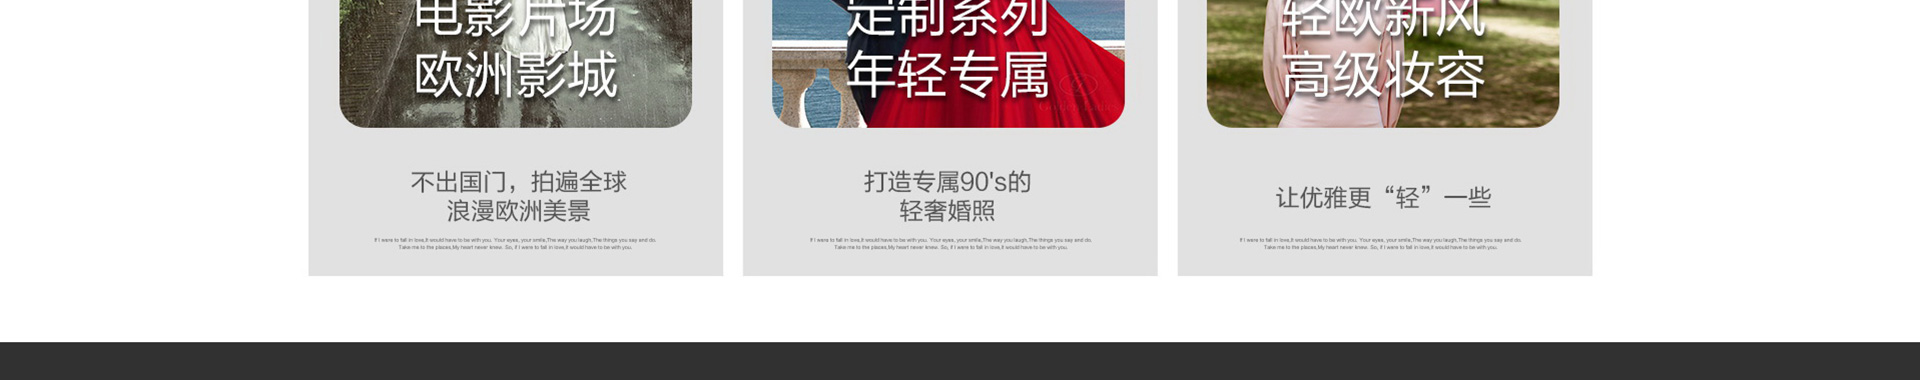 电影片场
欧洲影城
不出国门，拍遍全球
浪漫欧洲美景
If I were to fall in love,it would have to be with you. Your eyes, your smile,The way you laugh,The things you say and do.
Take me to the places,My heart never knew. So, if I were to fall in love,it would have to be with you.
定制系列
年轻专属
打造专属90's的
轻奢婚照
If I were to fall in love,it would have to be with you. Your eyes, your smile,The way you laugh,The things you say and do.
Take me to the places,My heart never knew. So, if I were to fall in love,it would have to be with you.
轻欧新风
高级妆容
让优雅更“轻”一些
If I were to fall in love,it would have to be with you. Your eyes, your smile,The way you laugh,The things you say and do.
Take me to the places,My heart never knew. So, if I were to fall in love,it would have to be with you.